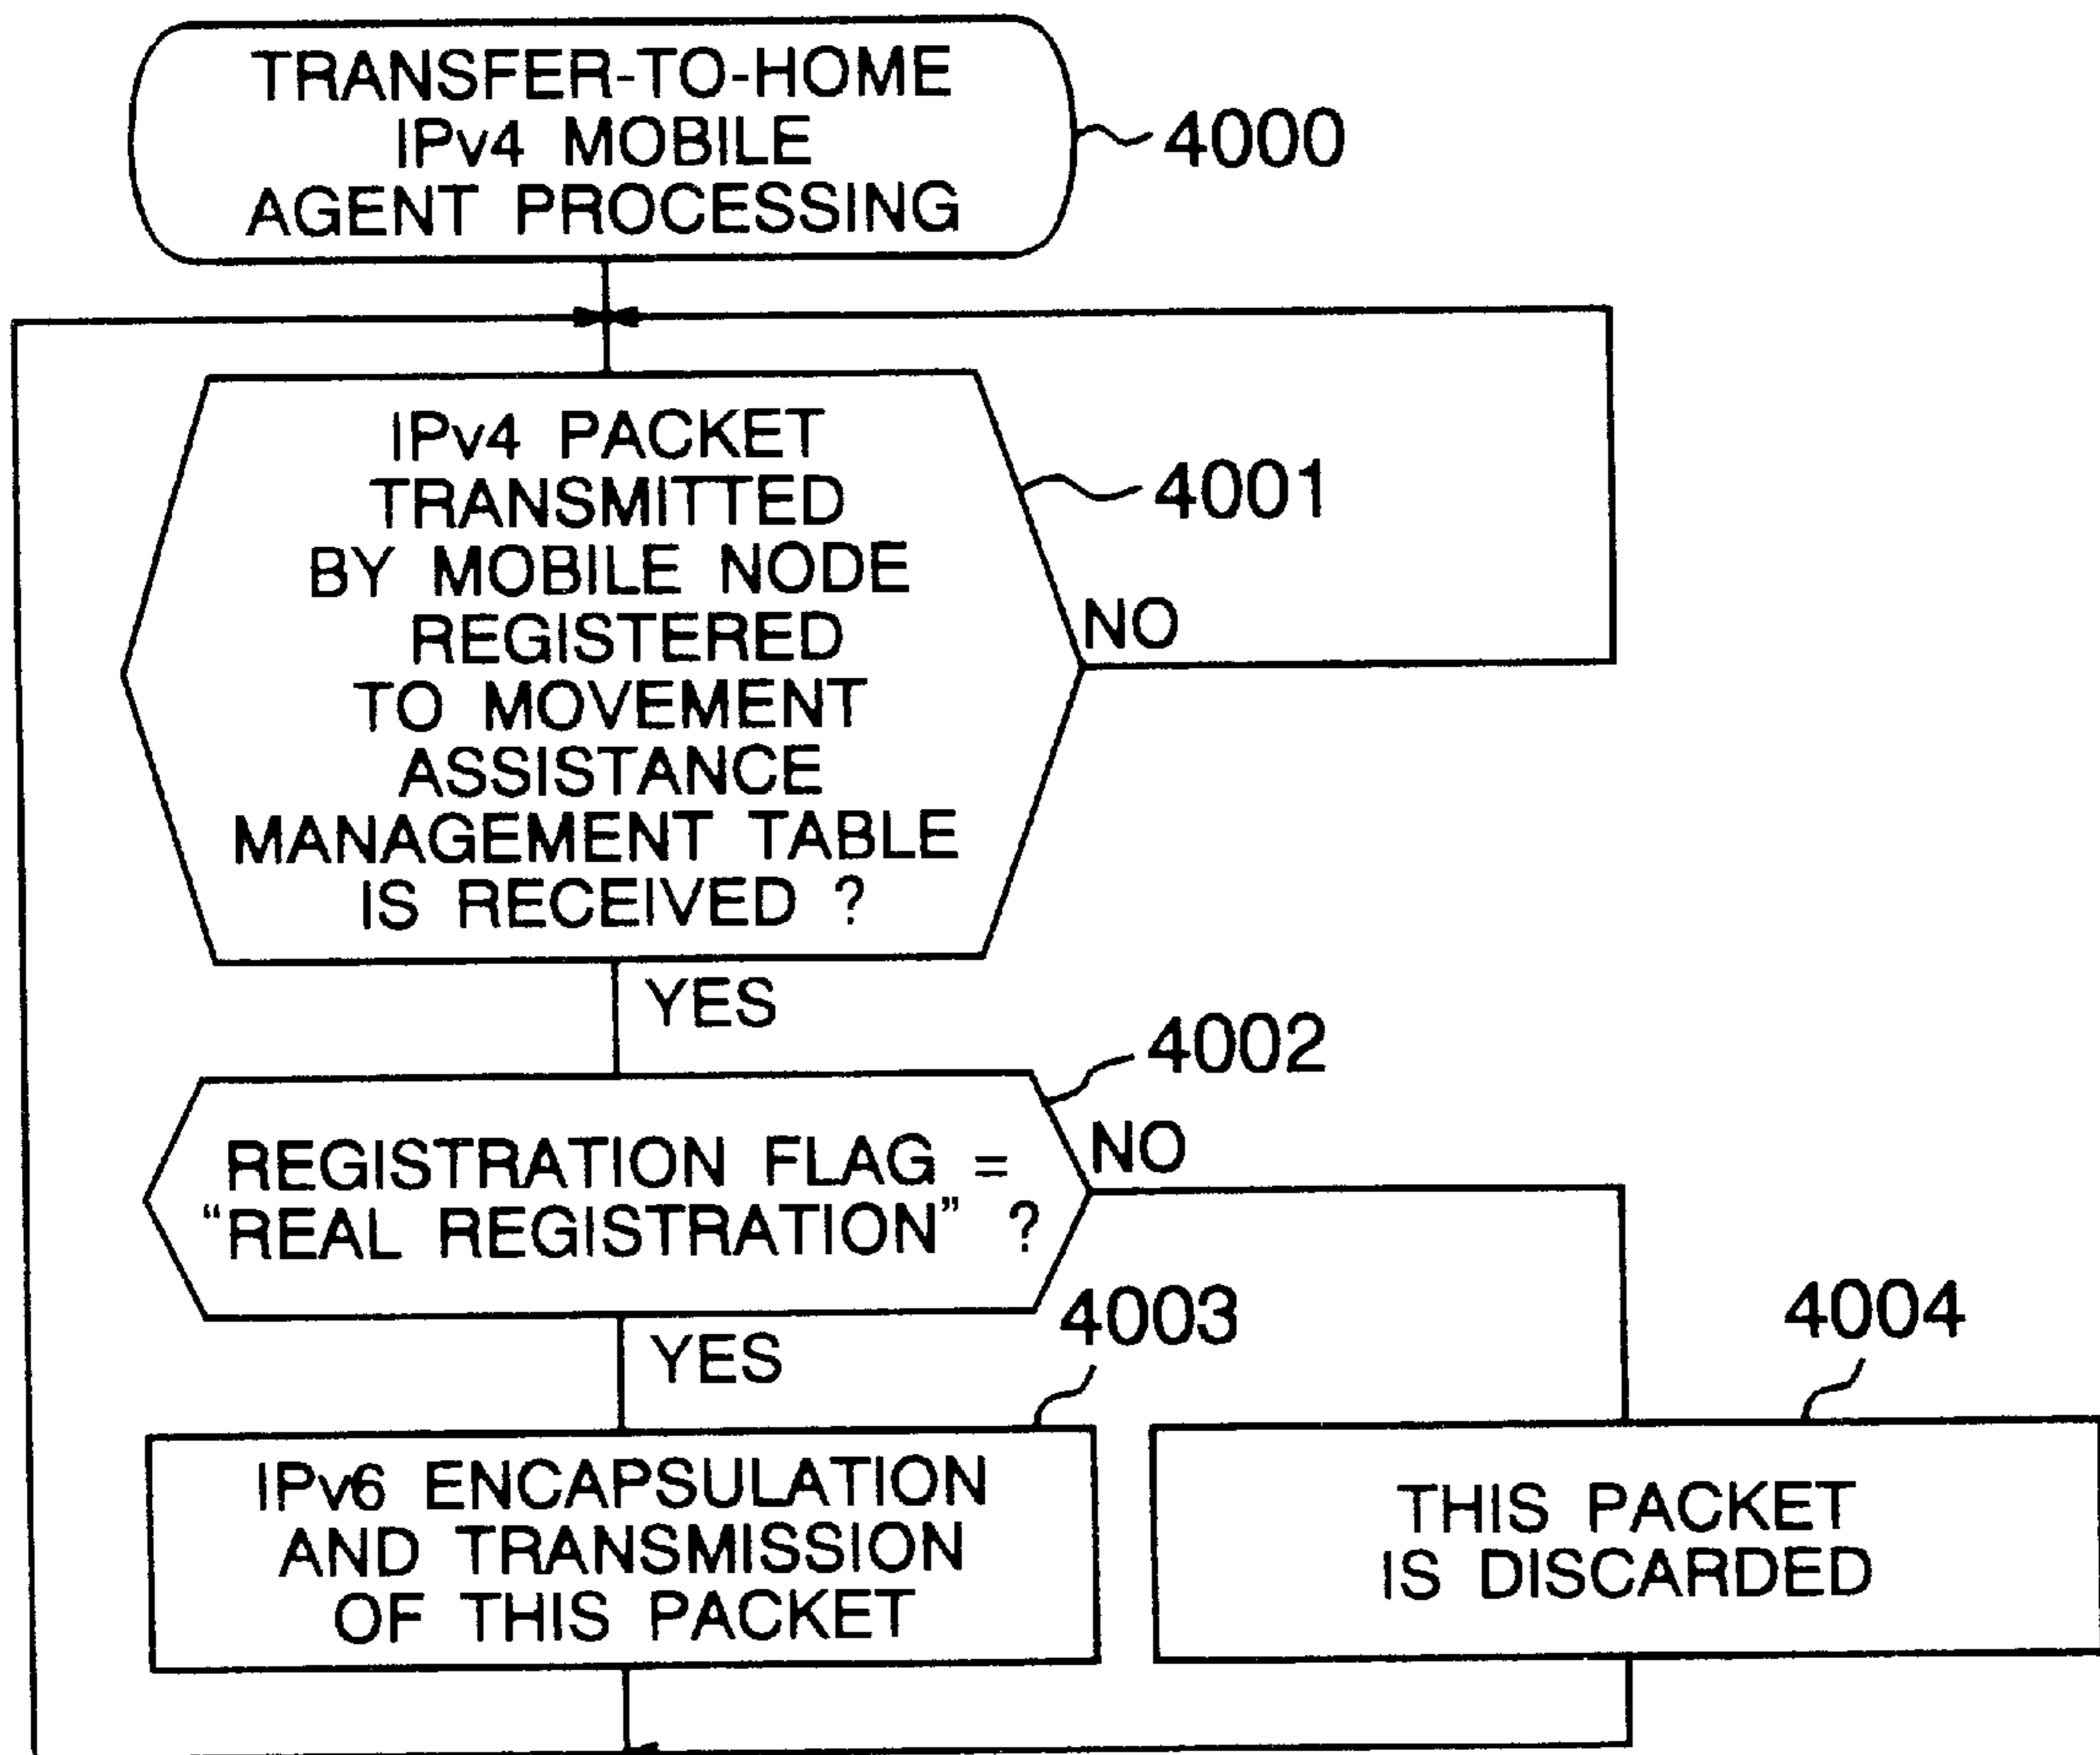 TRANSFER-TO-HOME
IPv4 MOBILE
AGENT PROCESSING
4000
IPv4 PACKET
TRANSMITTED
BY MOBILE NODE
REGISTERED
TO MOVEMENT
ASSISTANCE
MANAGEMENT TABLE
IS RECEIVED ?
4001
NO
YES
4002
REGISTRATION FLAG =
“REAL REGISTRATION” ?
NO
YES
4003
4004
IPv6 ENCAPSULATION
AND TRANSMISSION
OF THIS PACKET
THIS PACKET
IS DISCARDED